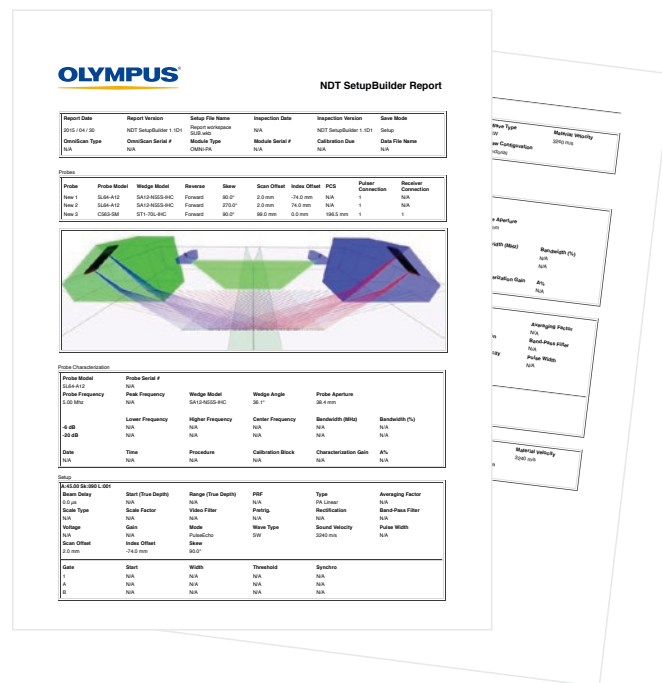 OLYMPUS
NDT SetupBuilder Report
Report Date Report Version Setup File Name Inspection Date Inspection Version Save Mode
2015 / 04 / 30 NDT SetupBuilder 1.1D1 Report workspace SUB.wkb N/A NDT SetupBuilder 1.1D1 Setup
OmniScan Type OmniScan Serial # Module Type Module Serial # Calibration Due Data File Name
N/A N/A OMNI-PA N/A N/A N/A
Probes
Probe Probe Model Wedge Model Reverse Skew Scan Offset Index Offset PCS Pulser Connection Receiver Connection
New 1 SL64-A12 SA12-N55S-IHC Forward 90.0° 2.0 mm -74.0 mm N/A 1 N/A
New 2 SL64-A12 SA12-N55S-IHC Forward 270.0° 2.0 mm 74.0 mm N/A 1 N/A
New 3 C563-SM ST1-70L-IHC Forward 90.0° 99.0 mm 0.0 mm 196.5 mm 1 1
Probe Characterization
Probe Model Probe Serial #
SL64-A12 N/A
Probe Frequency Peak Frequency Wedge Model Wedge Angle Probe Aperture
5.00 Mhz N/A SA12-N55S-IHC 36.1° 38.4 mm
Lower Frequency Higher Frequency Center Frequency Bandwidth (MHz) Bandwidth (%)
-6 dB N/A N/A N/A N/A N/A
-20 dB N/A N/A N/A N/A N/A
Date Time Procedure Calibration Block Characterization Gain A%
N/A N/A N/A N/A N/A N/A
Setup
A:45.00 Sk:090 L:001
Beam Delay Start (True Depth) Range (True Depth) PRF Type Averaging Factor
0.0 µs N/A N/A N/A PA Linear N/A
Scale Type Scale Factor Video Filter Pretrig. Rectification Band-Pass Filter
N/A N/A N/A N/A N/A N/A
Voltage Gain Mode Wave Type Sound Velocity Pulse Width
N/A N/A PulseEcho SW 3240 m/s N/A
Scan Offset Index Offset Skew
2.0 mm -74.0 mm 90.0°
Gate Start Width Threshold Synchro
1 N/A N/A N/A N/A
A N/A N/A N/A N/A
B N/A N/A N/A N/A
Wave Type Material Velocity
SW 3240 m/s
Aperture
Bandwidth (%)
N/A
N/A
Gain A%
N/A
Averaging Factor
N/A
Band-Pass Filter
N/A
Pulse Width
N/A
Material Velocity
3240 m/s